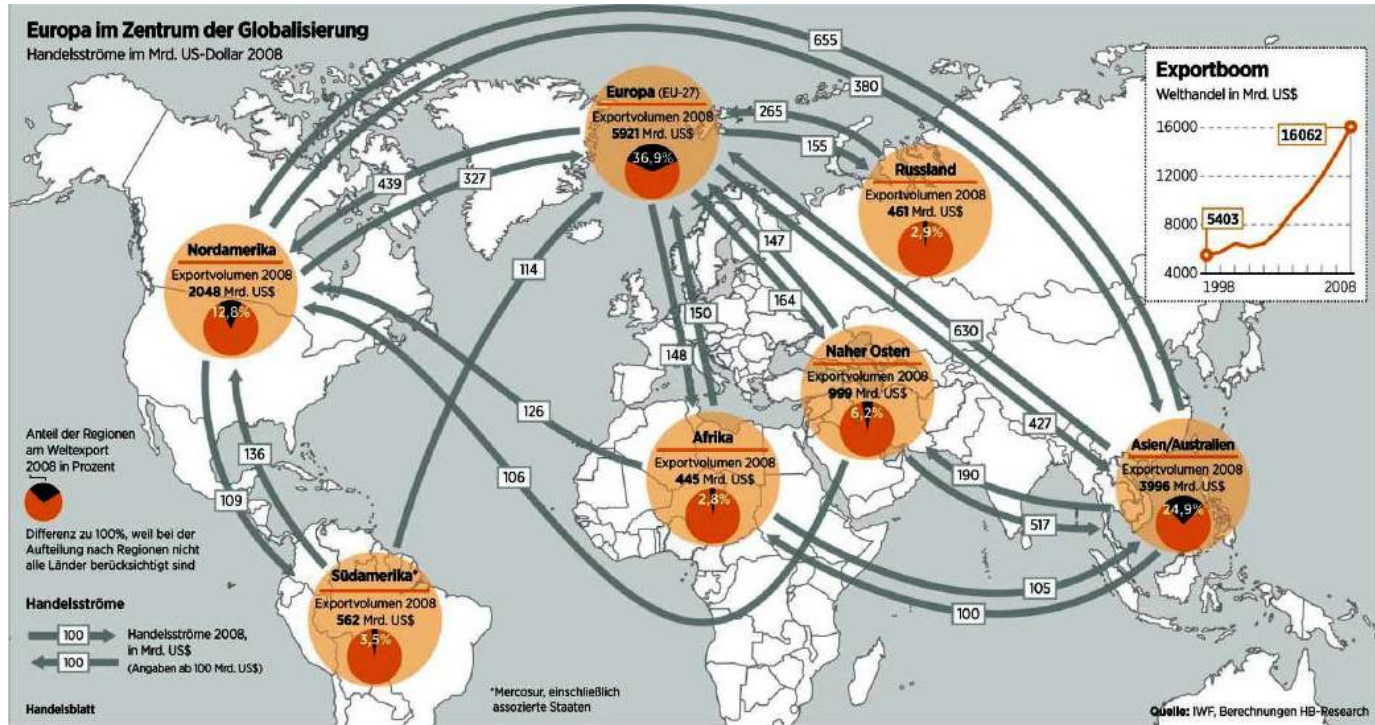 Europa im Zentrum der Globalisierung
Handelsströme im Mrd. US-Dollar 2008
655
380
Europa (EU-27)
Exportvolumen 2008
5921 Mrd. US$
36,9%
265
155
439
327
Russland
Exportvolumen 2008
461 Mrd. US$
2,9%
Exportboom
Welthandel in Mrd. US$
16000
16062
12000
8000
5403
4000
1998
2008
Nordamerika
Exportvolumen 2008
2048 Mrd. US$
12,8%
114
147
164
150
148
630
427
Naher Osten
Exportvolumen 2008
999 Mrd. US$
6,2%
126
106
136
109
Afrika
Exportvolumen 2008
445 Mrd. US$
2,8%
190
517
Asien/Australien
Exportvolumen 2008
3996 Mrd. US$
24,9%
105
100
Anteil der Regionen
am Weltexport
2008 in Prozent
Differenz zu 100%, weil bei der
Aufteilung nach Regionen nicht
alle Länder berücksichtigt sind
Südamerika*
Exportvolumen 2008
562 Mrd. US$
3,5%
Handelsströme
100
Handelsströme 2008,
in Mrd. US$
100
(Angaben ab 100 Mrd. US$)
*Mercosur, einschließlich
assozierte Staaten
Handelsblatt
Quelle: IWF, Berechnungen HB-Research